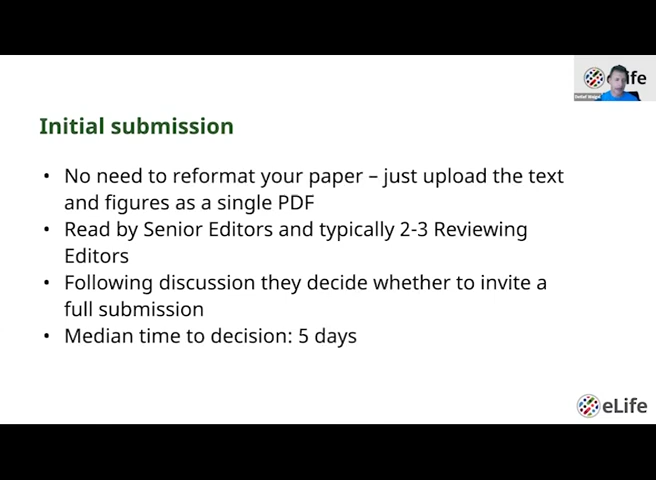 eLife
Initial submission
• No need to reformat your paper – just upload the text
and figures as a single PDF
• Read by Senior Editors and typically 2-3 Reviewing
Editors
• Following discussion they decide whether to invite a
full submission
• Median time to decision: 5 days
eLife